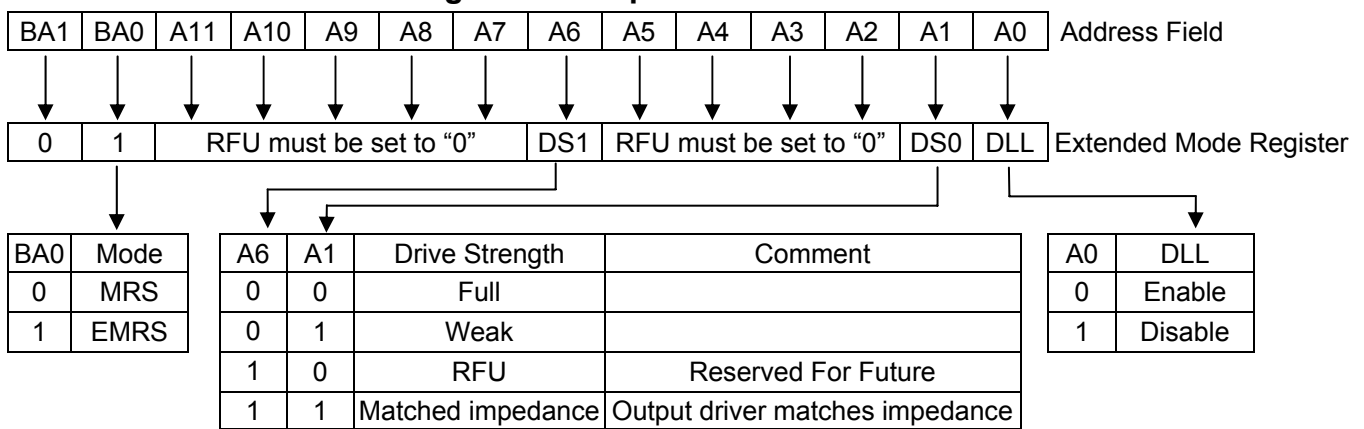 BA1 BA0 A11 A10 A9 A8 A7 A6 A5 A4 A3 A2 A1 A0 Address Field
0 1 RFU must be set to “0” DS1 RFU must be set to “0” DS0 DLL Extended Mode Register
BA0 Mode A6 A1 Drive Strength Comment A0 DLL
0 MRS 0 0 Full 0 Enable
1 EMRS 0 1 Weak 1 Disable
1 0 RFU Reserved For Future
1 1 Matched impedance Output driver matches impedance